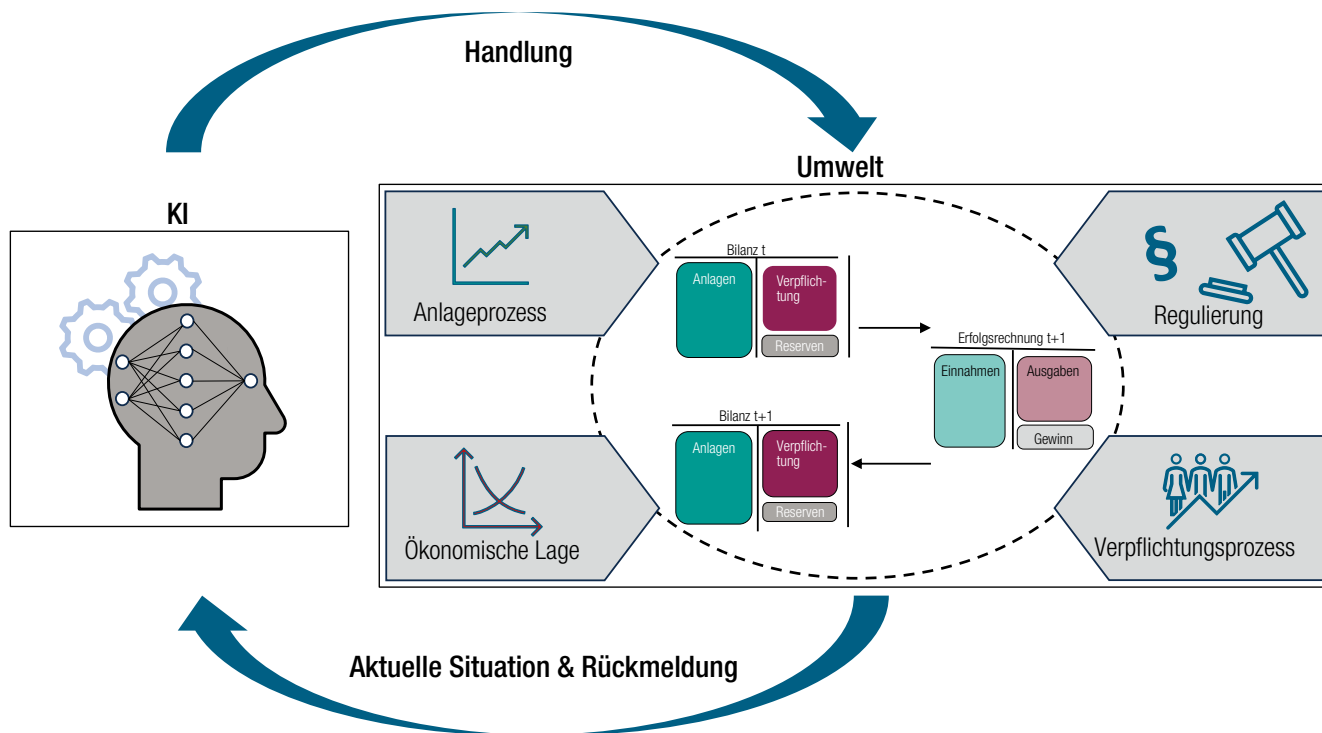 Handlung
Umwelt
KI
Anlageprozess
§
Regulierung
Bilanz t
Anlagen
Verpflich-
tung
Reserven
Erfolgsrechnung t+1
Einnahmen
Ausgaben
Gewinn
Bilanz t+1
Anlagen
Verpflich-
tung
Reserven
Ökonomische Lage
Verpflichtungsprozess
Aktuelle Situation & Rückmeldung